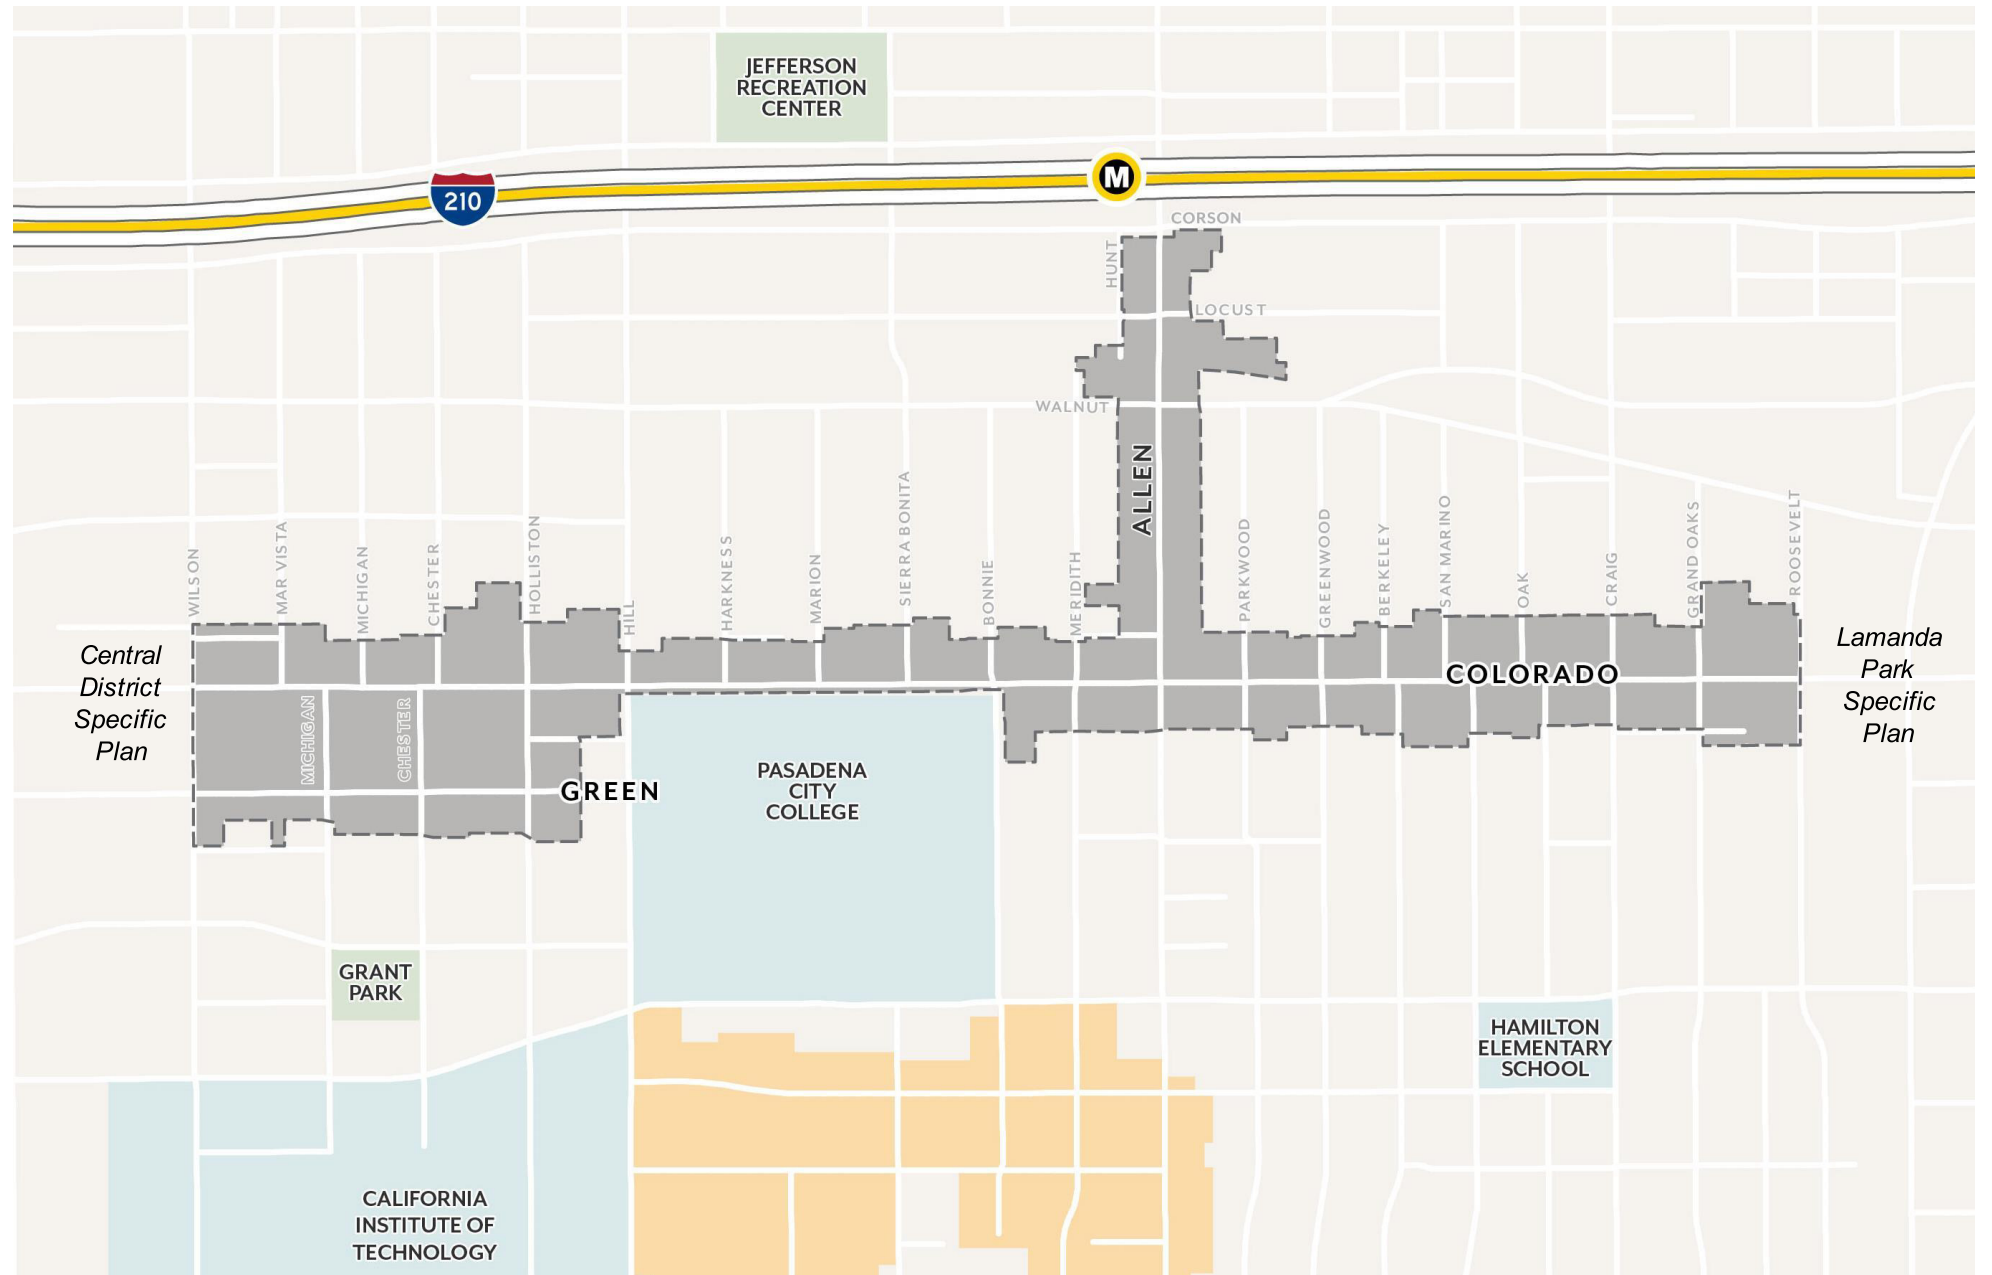 JEFFERSON
RECREATION
CENTER
M
210
CORSON
HUNT
LOCUST
WALNUT
ALLEN
WILSON
MAR VISTA
MICHIGAN
CHESTER
HOLLISTON
HILL
HARKNESS
MARION
SIERRA BONITA
BONNIE
MERIDITH
PARKWOOD
GREENWOOD
BERKELEY
SAN MARINO
OAK
CRAIG
GRAND OAKS
ROOSEVELT
Central
District
Specific
Plan
COLORADO
Lamanda
Park
Specific
Plan
MICHIGAN
CHESTER
GREEN
PASADENA
CITY
COLLEGE
GRANT
PARK
HAMILTON
ELEMENTARY
SCHOOL
CALIFORNIA
INSTITUTE OF
TECHNOLOGY